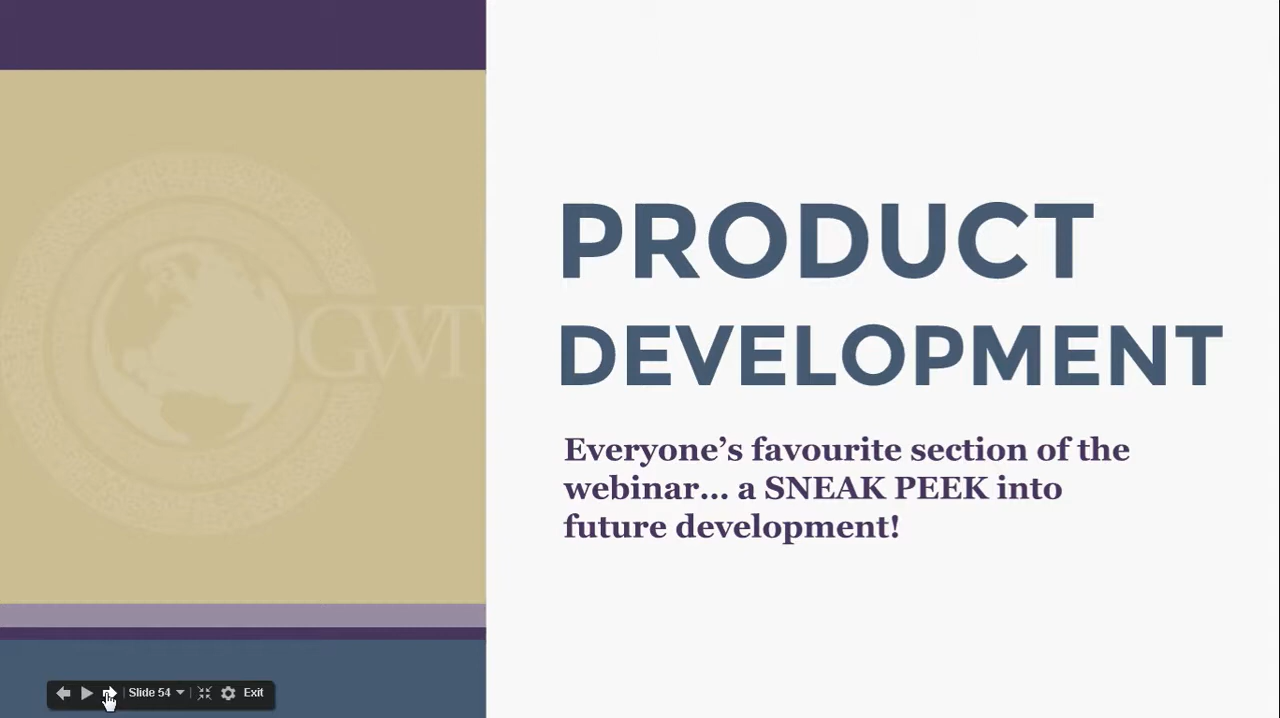 PRODUCT
DEVELOPMENT
Everyone’s favourite section of the
webinar... a SNEAK PEEK into
future development!
GWT
Slide 54
Exit